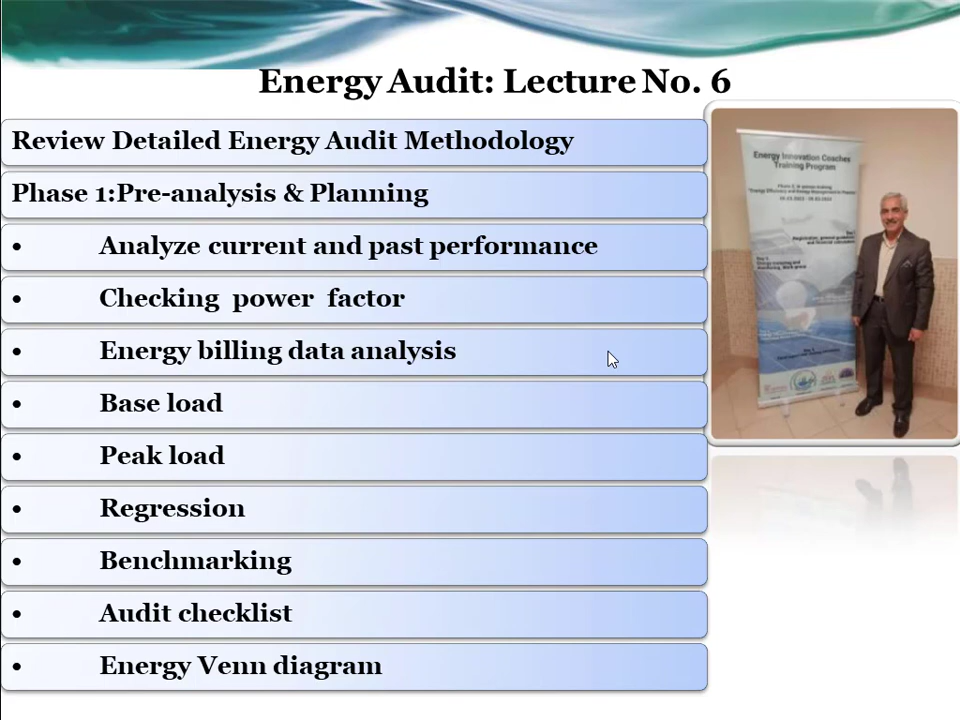 Energy Audit: Lecture No. 6
Review Detailed Energy Audit Methodology
Phase 1:Pre-analysis & Planning
• Analyze current and past performance
• Checking power factor
• Energy billing data analysis
• Base load
• Peak load
• Regression
• Benchmarking
• Audit checklist
• Energy Venn diagram
Energy Innovation Coaches
Training Program